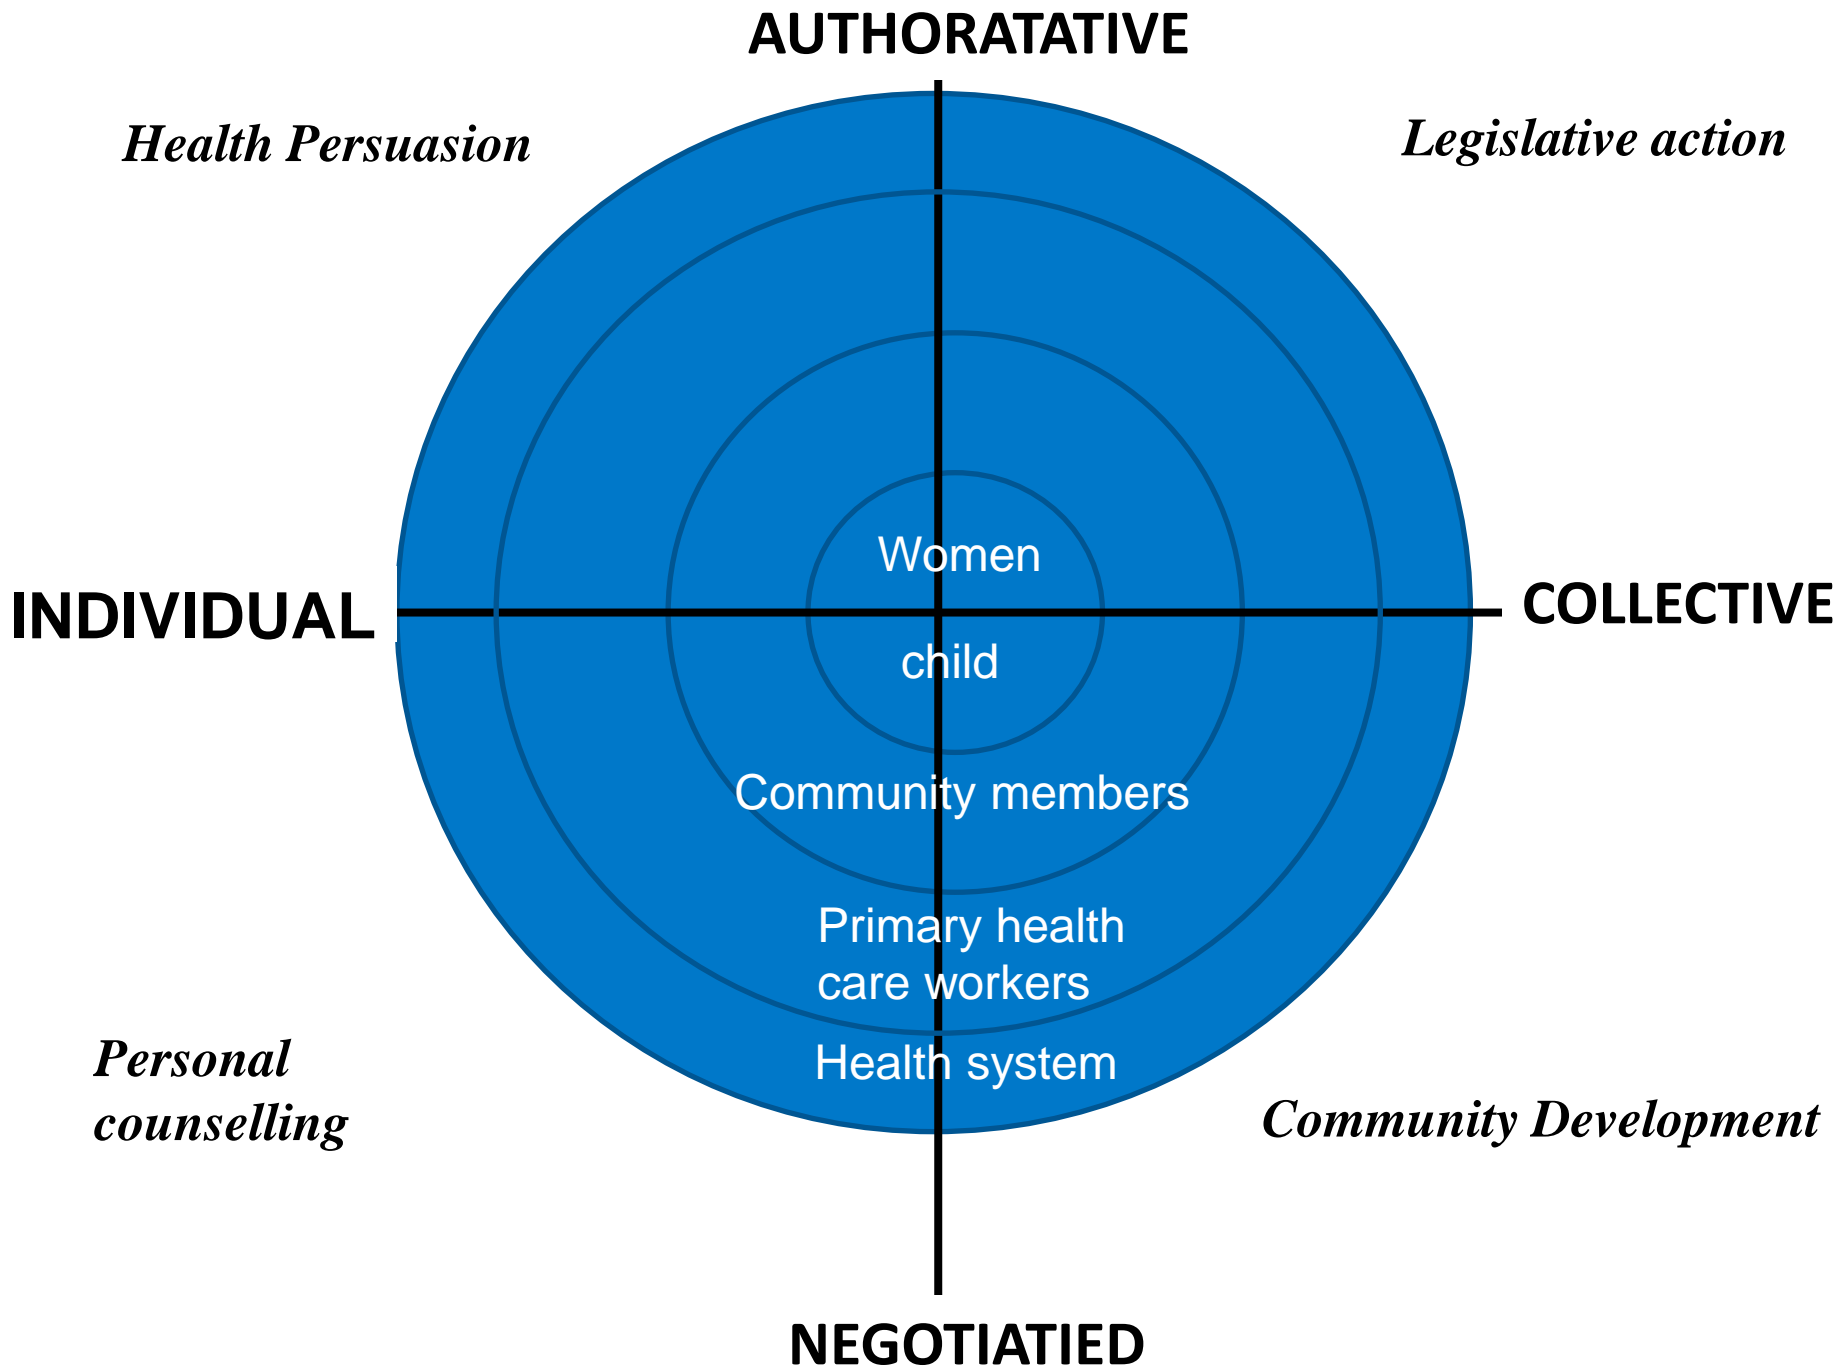 AUTHORATATIVE
Health Persuasion
Legislative action
Women
INDIVIDUAL
COLLECTIVE
child
Community members
Primary health
care workers
Personal
counselling
Health system
Community Development
NEGOTIATIED